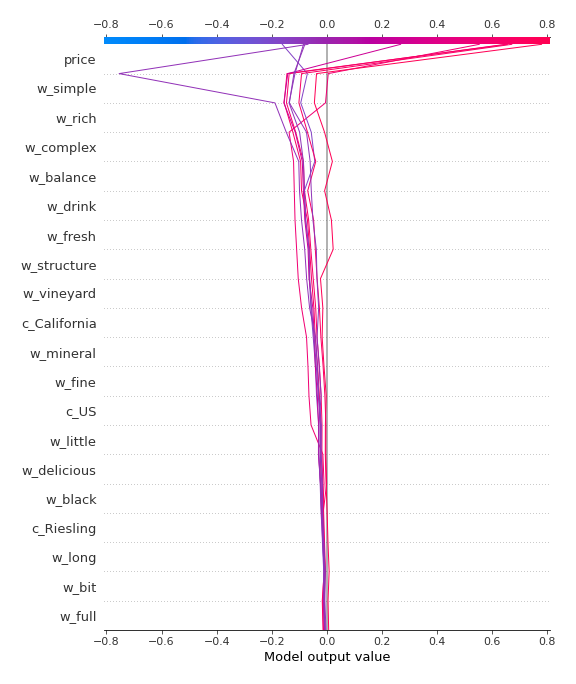 −0.8 −0.6 −0.4 −0.2 0.0 0.2 0.4 0.6 0.8
price
w_simple
w_rich
w_complex
w_balance
w_drink
w_fresh
w_structure
w_vineyard
c_California
w_mineral
w_fine
c_US
w_little
w_delicious
w_black
c_Riesling
w_long
w_bit
w_full
−0.8 −0.6 −0.4 −0.2 0.0 0.2 0.4 0.6 0.8
Model output value